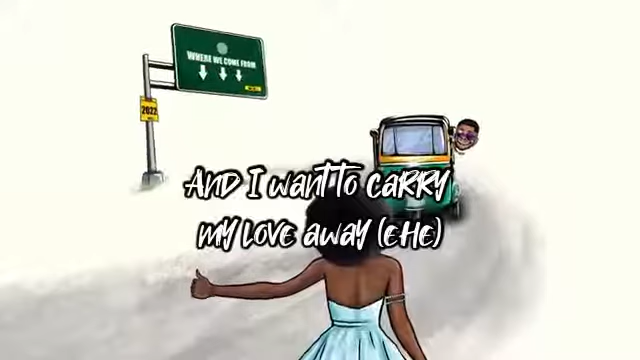 WHERE WE COME FROM
2022
AND I WANT TO CARRY
MY LOVE AWAY (EHE)